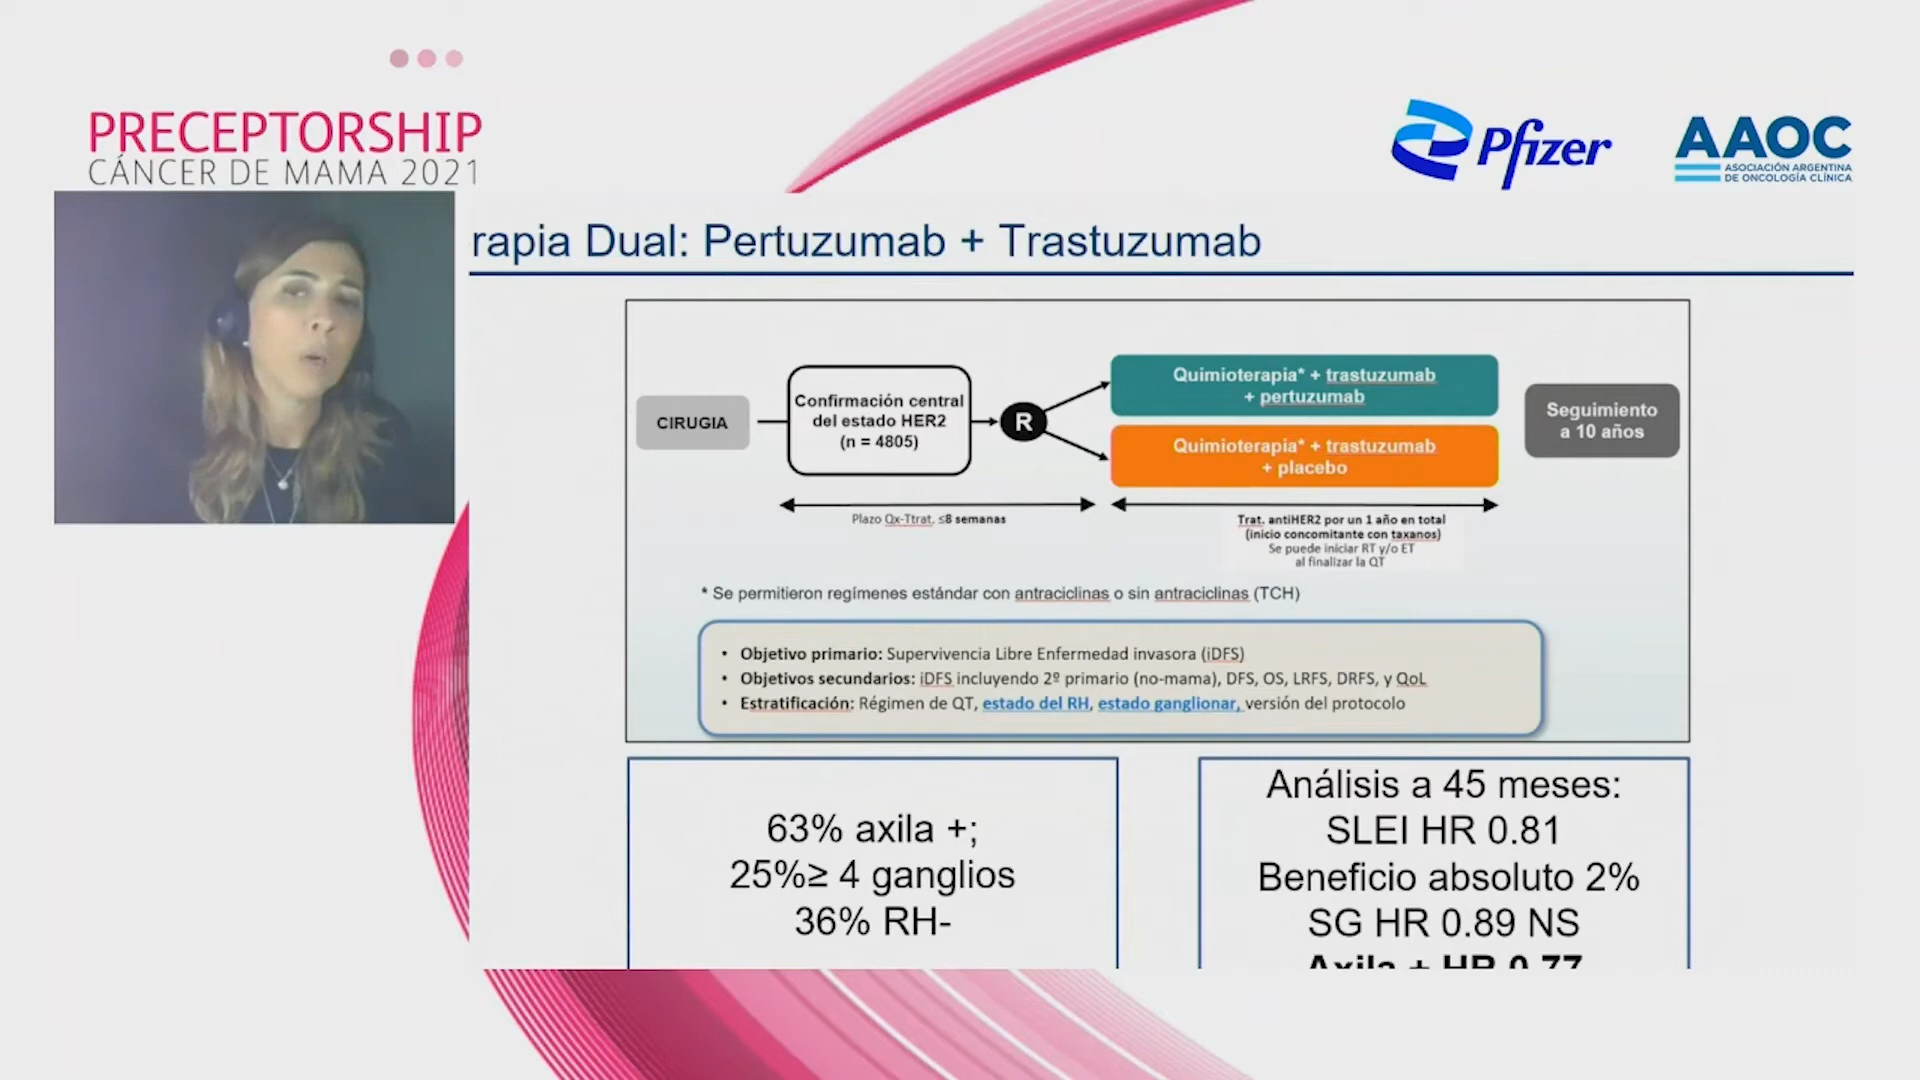 PRECEPTORSHIP
CÁNCER DE MAMA 2021
Pfizer
AAOC
ASOCIACIÓN ARGENTINA
DE ONCOLOGÍA CLÍNICA
rapia Dual: Pertuzumab + Trastuzumab
CIRUGIA
Confirmación central
del estado HER2
(n = 4805)
R
Quimioterapia* + trastuzumab
+ pertuzumab
Quimioterapia* + trastuzumab
+ placebo
Seguimiento
a 10 años
Plazo Qx-Ttrat. ≤8 semanas
Trat. antiHER2 por un 1 año en total
(inicio concomitante con taxanos)
Se puede iniciar RT y/o ET
al finalizar la QT
* Se permitieron regímenes estándar con antraciclinas o sin antraciclinas (TCH)
• Objetivo primario: Supervivencia Libre Enfermedad invasora (iDFS)
• Objetivos secundarios: iDFS incluyendo 2º primario (no-mama), DFS, OS, LRFS, DRFS, y QoL
• Estratificación: Régimen de QT, estado del RH, estado ganglionar, versión del protocolo
63% axila +;
25%≥ 4 ganglios
36% RH-
Análisis a 45 meses:
SLEI HR 0.81
Beneficio absoluto 2%
SG HR 0.89 NS
Axila + HR 0.77